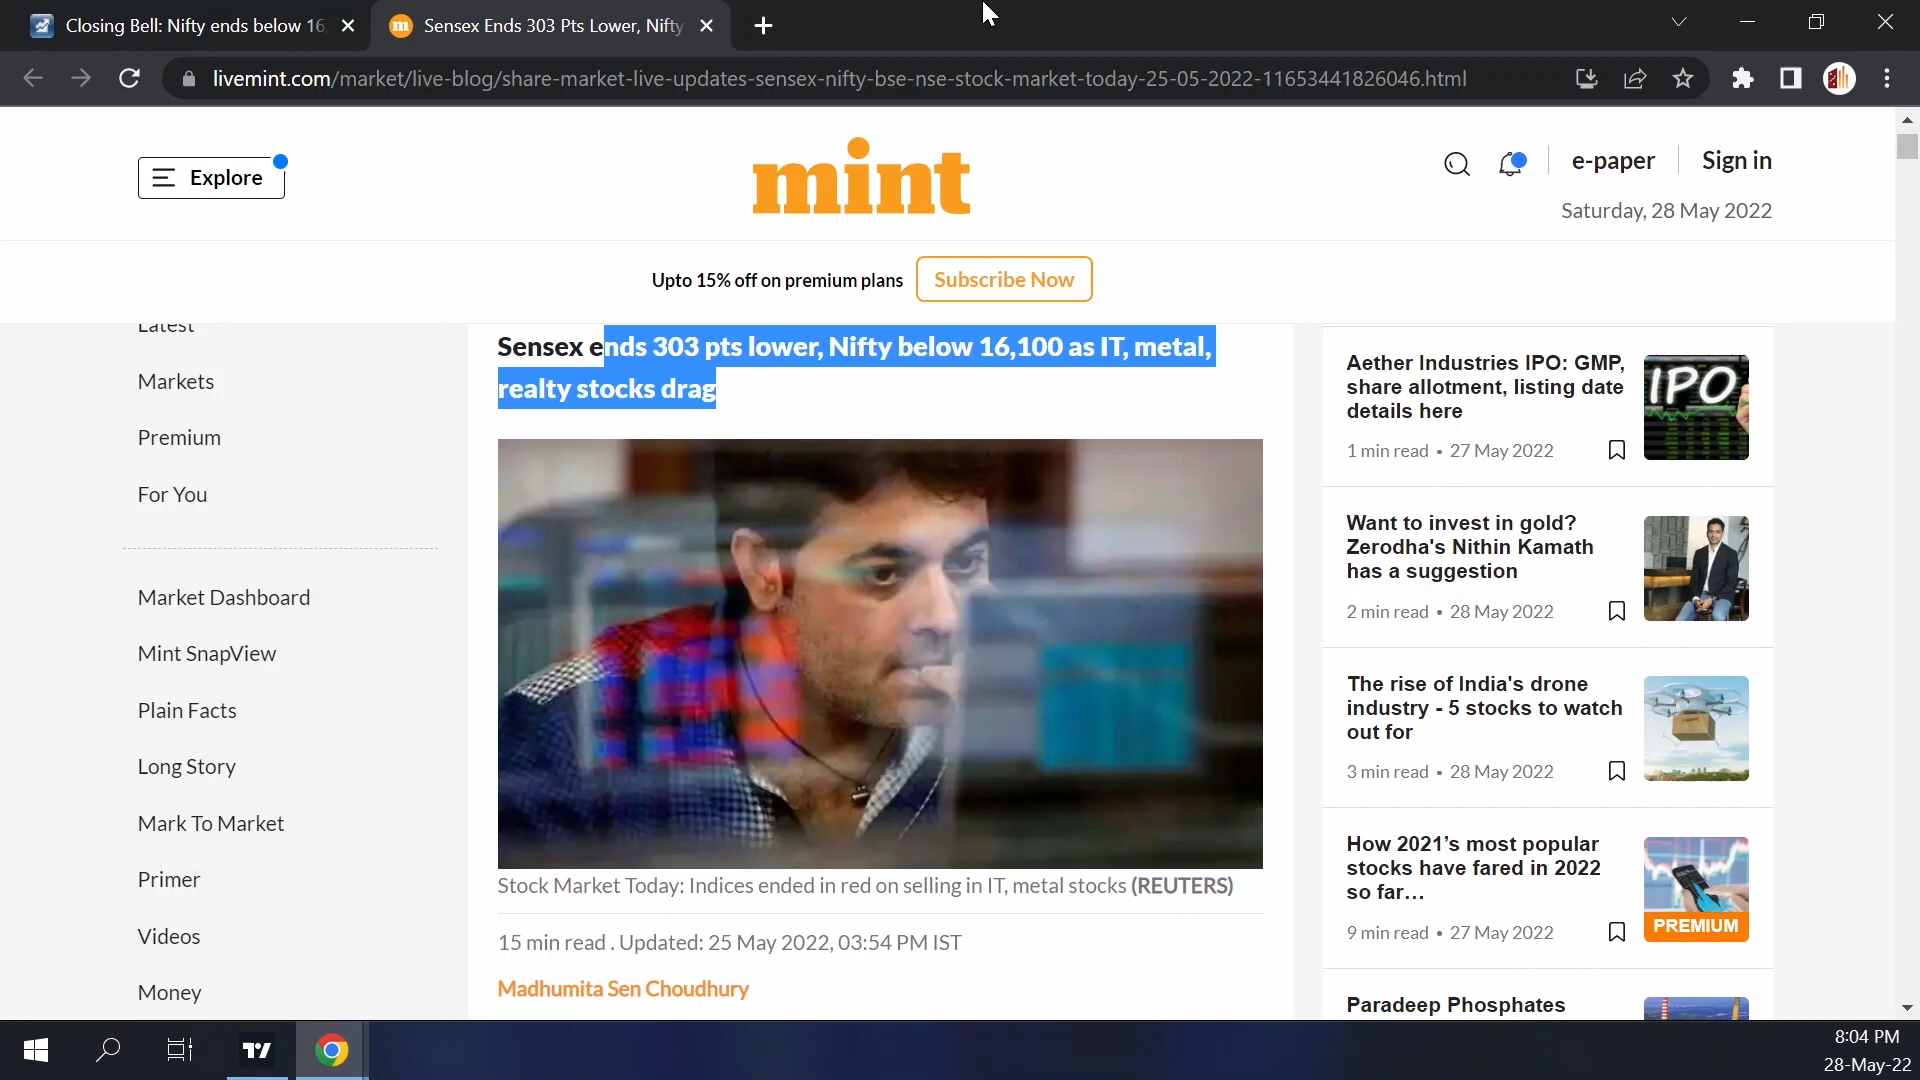 Closing Bell: Nifty ends below 16
Sensex Ends 303 Pts Lower, Nifty
livemint.com/market/live-blog/share-market-live-updates-sensex-nifty-bse-nse-stock-market-today-25-05-2022-11653441826046.html
Explore
mint
e-paper
Sign in
Saturday, 28 May 2022
Upto 15% off on premium plans
Subscribe Now
Latest
Markets
Premium
For You
Market Dashboard
Mint SnapView
Plain Facts
Long Story
Mark To Market
Primer
Videos
Money
Sensex ends 303 pts lower, Nifty below 16,100 as IT, metal,
realty stocks drag
Stock Market Today: Indices ended in red on selling in IT, metal stocks (REUTERS)
15 min read . Updated: 25 May 2022, 03:54 PM IST
Madhumita Sen Choudhury
Aether Industries IPO: GMP,
share allotment, listing date
details here
1 min read • 27 May 2022
IPO
Want to invest in gold?
Zerodha's Nithin Kamath
has a suggestion
2 min read • 28 May 2022
The rise of India's drone
industry - 5 stocks to watch
out for
3 min read • 28 May 2022
How 2021’s most popular
stocks have fared in 2022
so far…
9 min read • 27 May 2022
PREMIUM
Paradeep Phosphates
8:04 PM
28-May-22